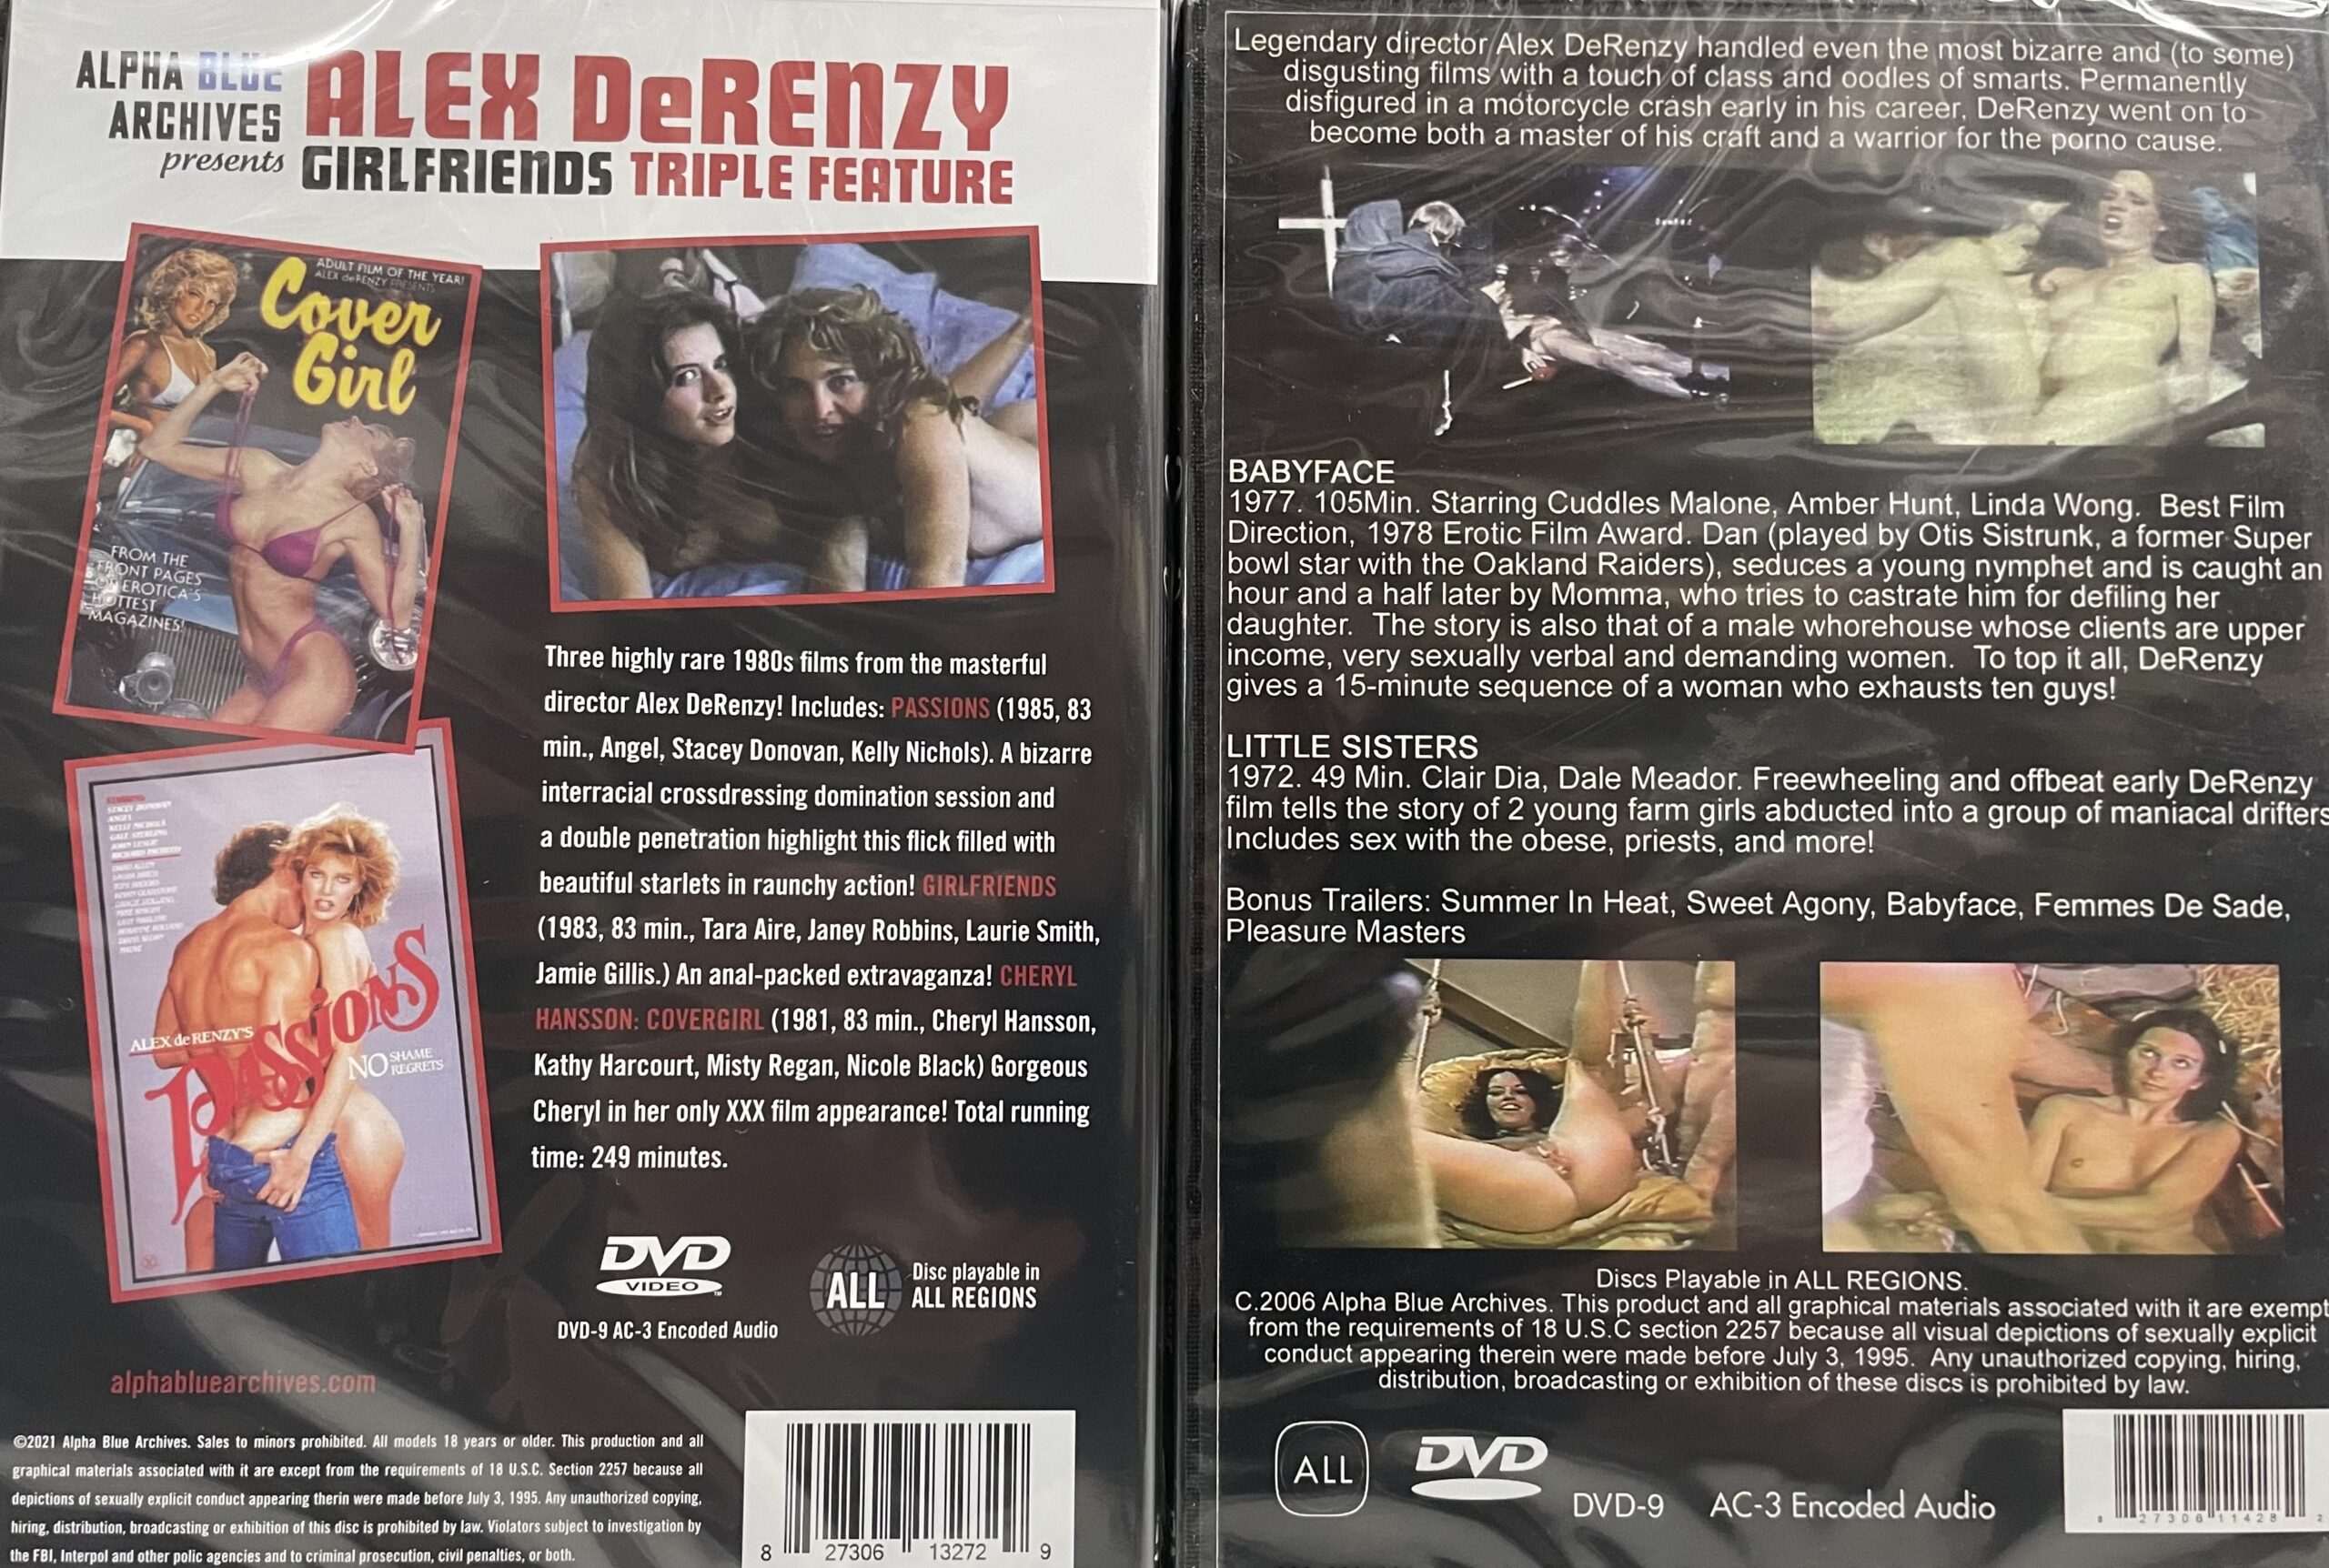 ALPHA BLUE
ARCHIVES
presents
ALEX DeRENZY
GIRLFRIENDS TRIPLE FEATURE
ADULT FILM OF THE YEAR!
ALEX deRENZY PRESENTS
Cover
Girl
FROM THE
FRONT PAGES
OF EROTICA'S
HOTTEST
MAGAZINES!
Three highly rare 1980s films from the masterful
director Alex DeRenzy! Includes: PASSIONS (1985, 83
min., Angel, Stacey Donovan, Kelly Nichols). A bizarre
interracial crossdressing domination session and
a double penetration highlight this flick filled with
beautiful starlets in raunchy action! GIRLFRIENDS
(1983, 83 min., Tara Aire, Janey Robbins, Laurie Smith,
Jamie Gillis.) An anal-packed extravaganza! CHERYL
HANSSON: COVERGIRL (1981, 83 min., Cheryl Hansson,
Kathy Harcourt, Misty Regan, Nicole Black) Gorgeous
Cheryl in her only XXX film appearance! Total running
time: 249 minutes.
STACEY DONOVAN
ANGEL
KELLY NICHOLS
JOHN LESLIE
ALEX deRENZY'S
PASSIONS
NO SHAME
REGRETS
DVD
VIDEO
DVD-9 AC-3 Encoded Audio
ALL
Disc playable in
ALL REGIONS
alphabluearchives.com
©2021 Alpha Blue Archives. Sales to minors prohibited. All models 18 years or older. This production and all
graphical materials associated with it are except from the requirements of 18 U.S.C. Section 2257 because all
depictions of sexually explicit conduct appearing therin were made before July 3, 1995. Any unauthorized copying,
hiring, distribution, broadcasting or exhibition of this disc is prohibited by law. Violators subject to investigation by
the FBI, Interpol and other polic agencies and to criminal prosecution, civil penalties, or both.
8 27306 13272 9
Legendary director Alex DeRenzy handled even the most bizarre and (to some)
disgusting films with a touch of class and oodles of smarts. Permanently
disfigured in a motorcycle crash early in his career, DeRenzy went on to
become both a master of his craft and a warrior for the porno cause.
BABYFACE
1977. 105Min. Starring Cuddles Malone, Amber Hunt, Linda Wong. Best Film
Direction, 1978 Erotic Film Award. Dan (played by Otis Sistrunk, a former Super
bowl star with the Oakland Raiders), seduces a young nymphet and is caught an
hour and a half later by Momma, who tries to castrate him for defiling her
daughter. The story is also that of a male whorehouse whose clients are upper
income, very sexually verbal and demanding women. To top it all, DeRenzy
gives a 15-minute sequence of a woman who exhausts ten guys!
LITTLE SISTERS
1972. 49 Min. Clair Dia, Dale Meador. Freewheeling and offbeat early DeRenzy
film tells the story of 2 young farm girls abducted into a group of maniacal drifters
Includes sex with the obese, priests, and more!
Bonus Trailers: Summer In Heat, Sweet Agony, Babyface, Femmes De Sade,
Pleasure Masters
Discs Playable in ALL REGIONS.
C.2006 Alpha Blue Archives. This product and all graphical materials associated with it are exempt
from the requirements of 18 U.S.C section 2257 because all visual depictions of sexually explicit
conduct appearing therein were made before July 3, 1995. Any unauthorized copying, hiring,
distribution, broadcasting or exhibition of these discs is prohibited by law.
ALL
DVD
DVD-9 AC-3 Encoded Audio
8 27306 11428 2